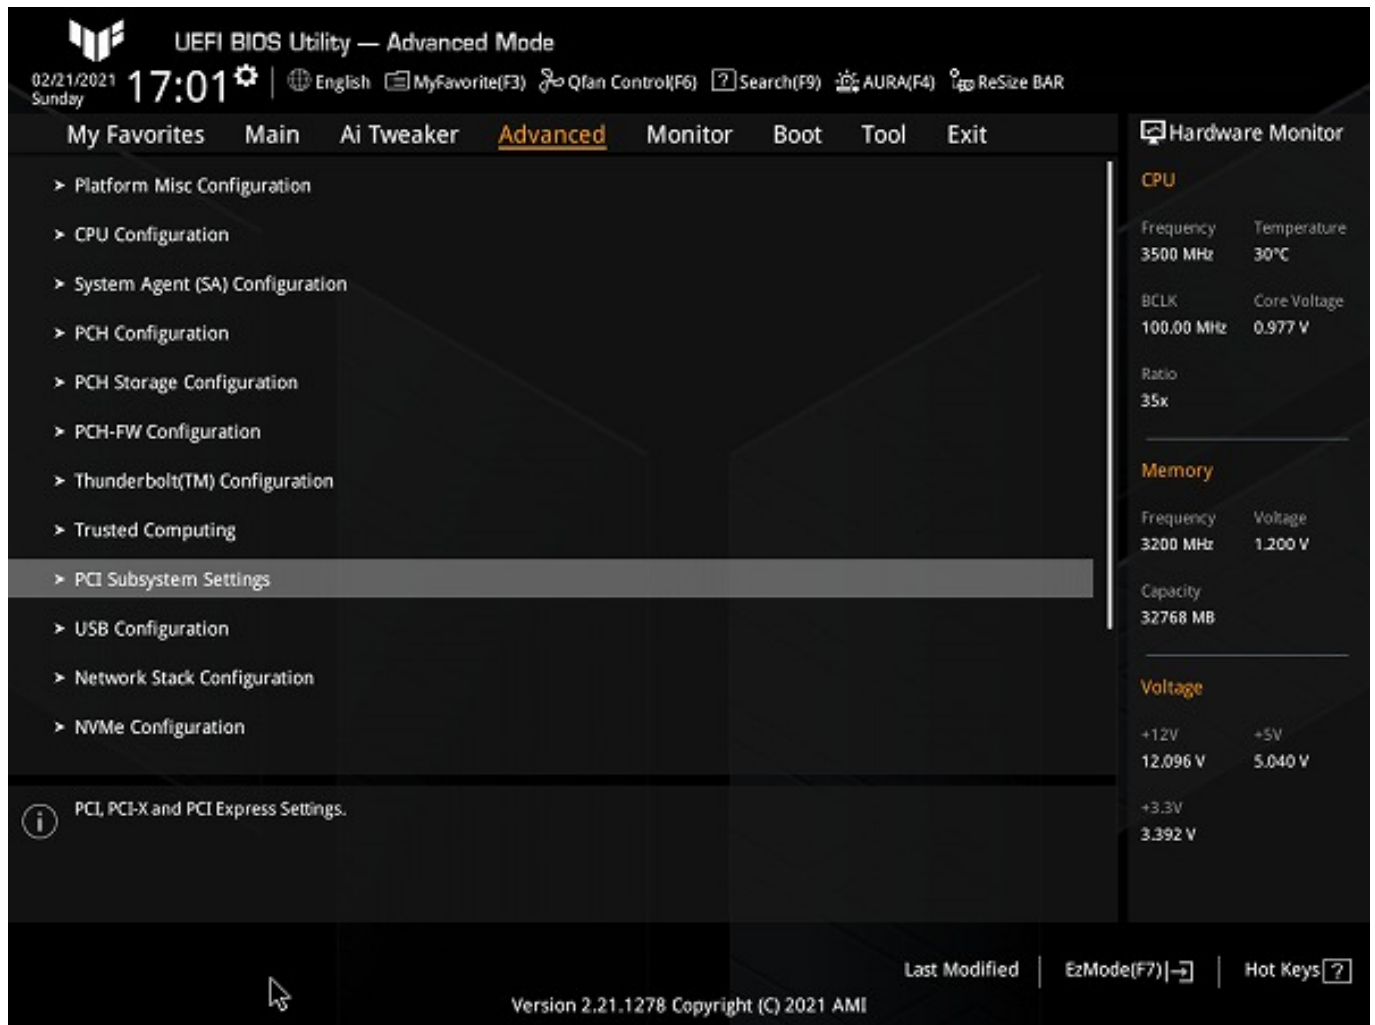 UEFI BIOS Utility — Advanced Mode
02/21/2021 Sunday 17:01 English MyFavorite(F3) Qfan Control(F6) ? Search(F9) AURA(F4) ReSize BAR
My Favorites Main Ai Tweaker Advanced Monitor Boot Tool Exit
> Platform Misc Configuration
> CPU Configuration
> System Agent (SA) Configuration
> PCH Configuration
> PCH Storage Configuration
> PCH-FW Configuration
> Thunderbolt(TM) Configuration
> Trusted Computing
> PCI Subsystem Settings
> USB Configuration
> Network Stack Configuration
> NVMe Configuration
PCI, PCI-X and PCI Express Settings.
Hardware Monitor
CPU
Frequency Temperature
3500 MHz 30°C
BCLK Core Voltage
100.00 MHz 0.977 V
Ratio
35x
Memory
Frequency Voltage
3200 MHz 1.200 V
Capacity
32768 MB
Voltage
+12V +5V
12.096 V 5.040 V
+3.3V
3.392 V
Last Modified EzMode(F7) Hot Keys ?
Version 2.21.1278 Copyright (C) 2021 AMI